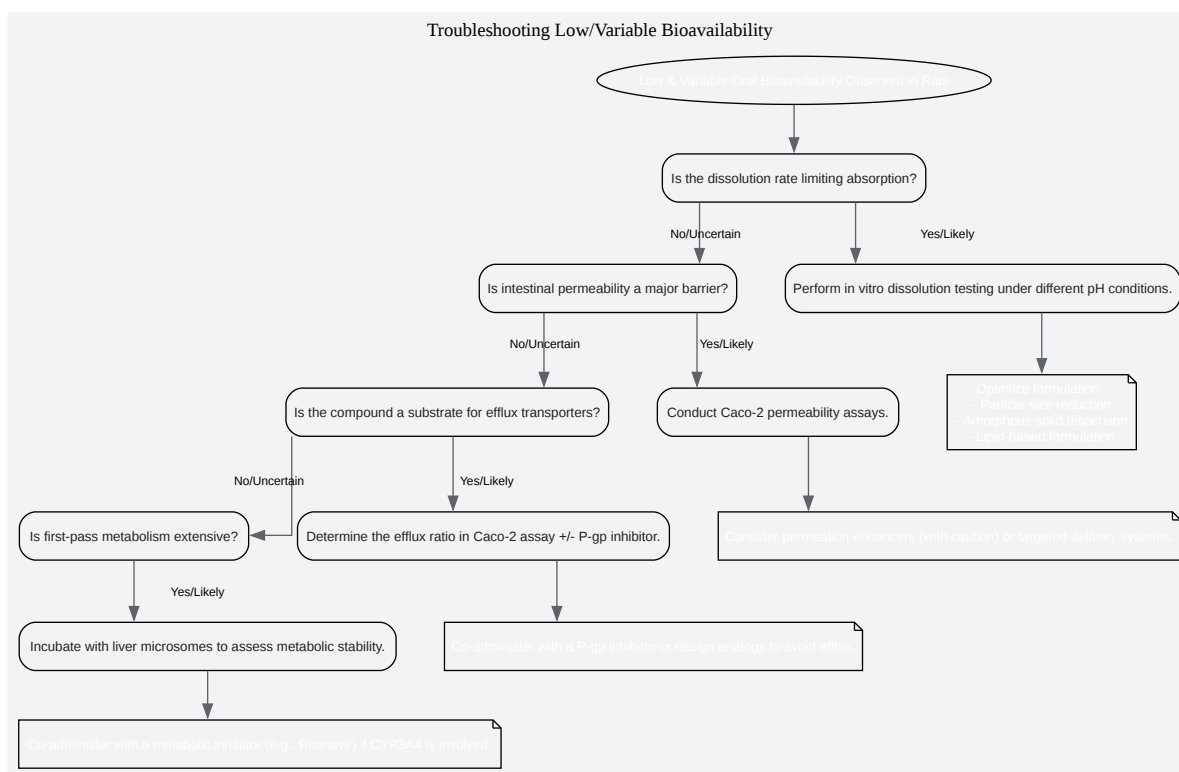 Troubleshooting Low/Variable Bioavailability
Low & Variable Oral Bioavailability Observed in Rats
Is the dissolution rate limiting absorption?
No/Uncertain
Yes/Likely
Is intestinal permeability a major barrier?
Perform in vitro dissolution testing under different pH conditions.
No/Uncertain
Yes/Likely
Optimize formulation:
- Particle size reduction
- Amorphous solid dispersion
- Lipid-based formulation
Is the compound a substrate for efflux transporters?
Conduct Caco-2 permeability assays.
No/Uncertain
Yes/Likely
Is first-pass metabolism extensive?
Determine the efflux ratio in Caco-2 assay +/- P-gp inhibitor.
Consider permeation enhancers (with caution) or targeted delivery systems.
Yes/Likely
Incubate with liver microsomes to assess metabolic stability.
Co-administer with a P-gp inhibitor or design analogs to avoid efflux.
Co-administer with a metabolic inhibitor (e.g., Ritonavir) if CYP3A4 is involved.